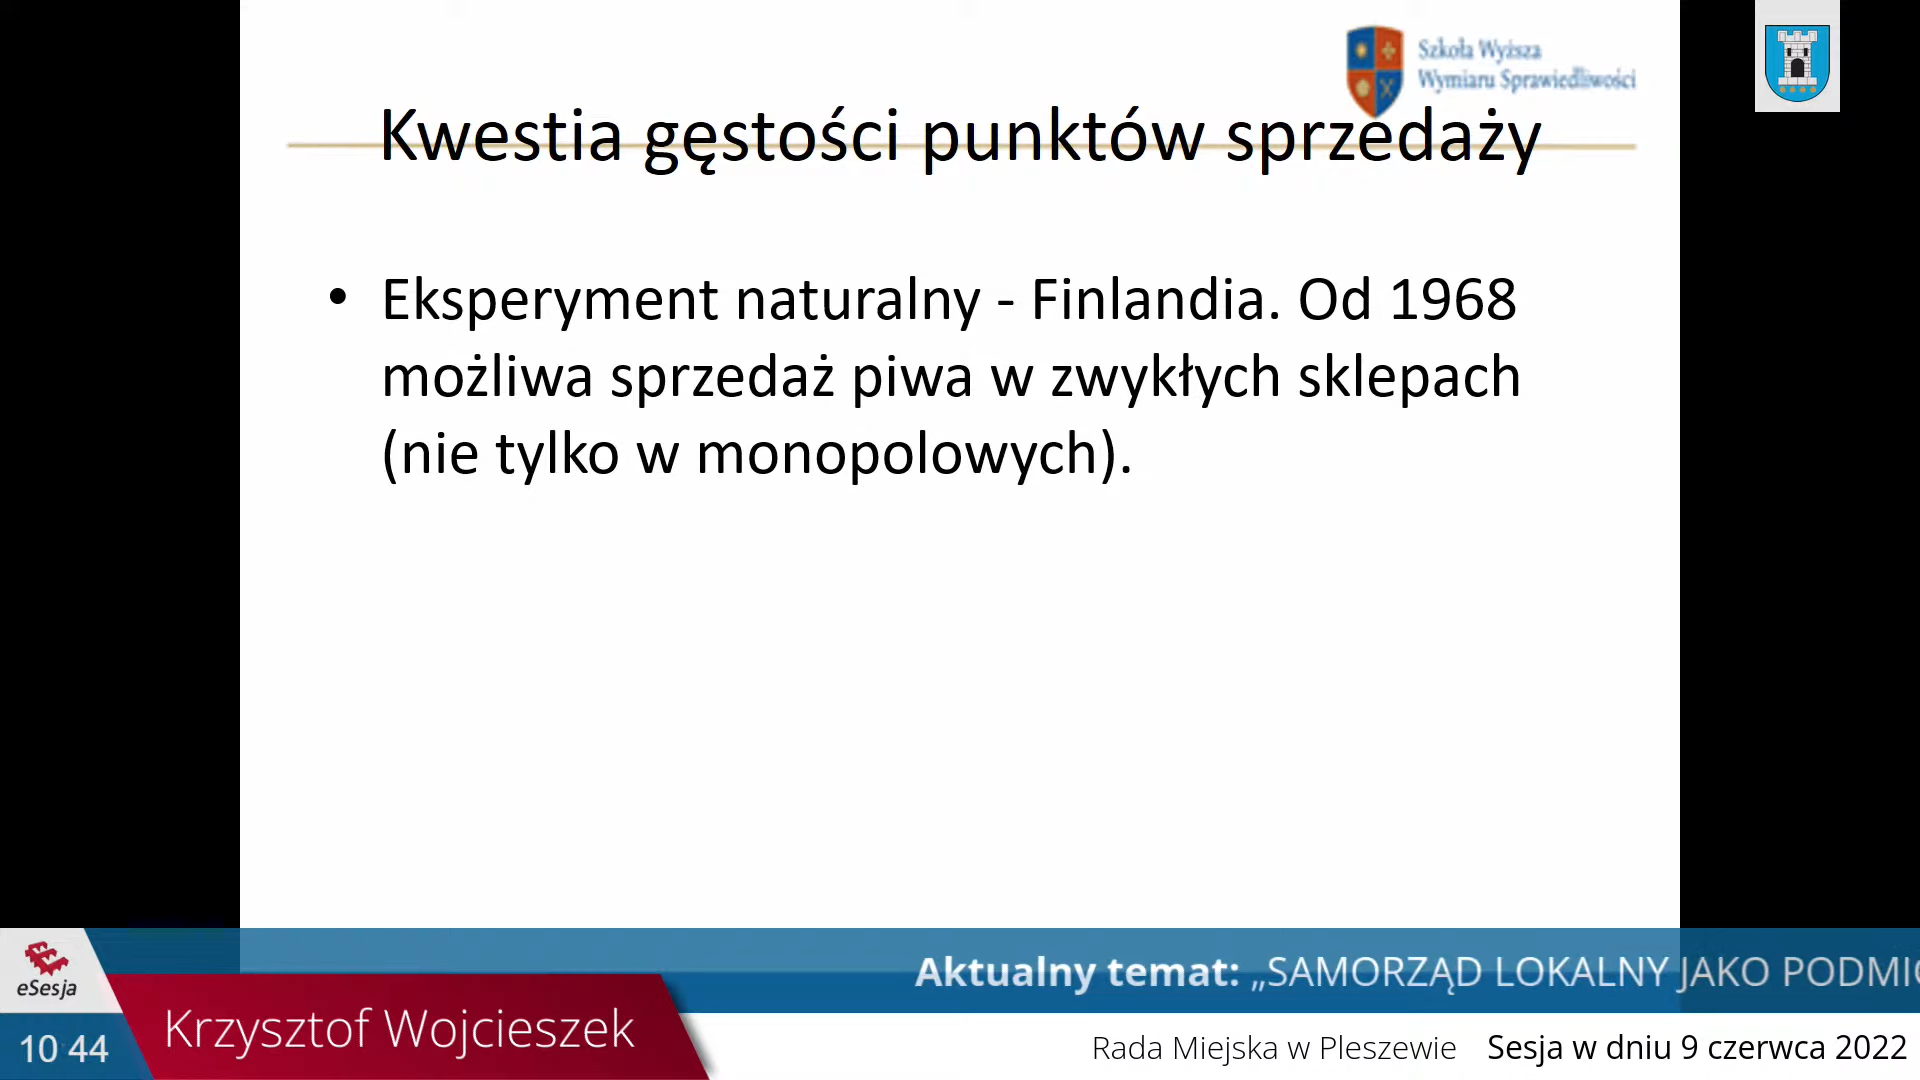 Szkoła Wyższa
Wymiaru Sprawiedliwości
Kwestia gęstości punktów sprzedaży
• Eksperyment naturalny - Finlandia. Od 1968
możliwa sprzedaż piwa w zwykłych sklepach
(nie tylko w monopolowych).
Aktualny temat: „SAMORZĄD LOKALNY JAKO PODMI
eSesja
Krzysztof Wojcieszek
10 44
Rada Miejska w Pleszewie Sesja w dniu 9 czerwca 2022